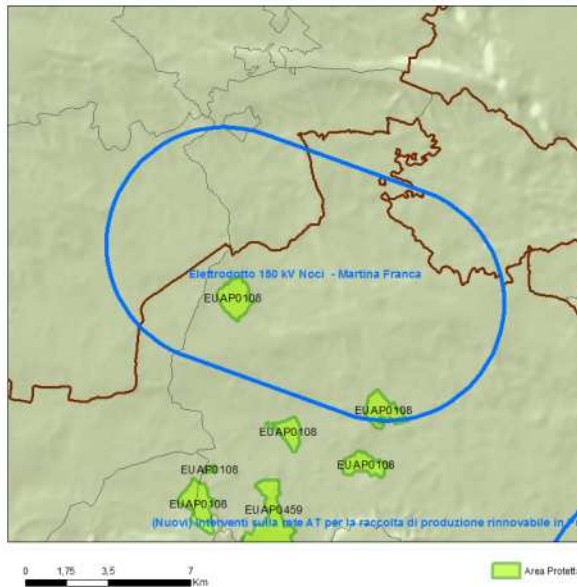 Elettrodotto 150 kV Noci - Martina Franca
EUAP0108
EUAP0108
EUAP0108
EUAP0108
EUAP0108
EUAP0108
EUAP0459
(Nuovi) Interventi sulla rete AT per la raccolta di produzione rinnovabile in
0 1,75 3,5 7
Km
Area Protetta